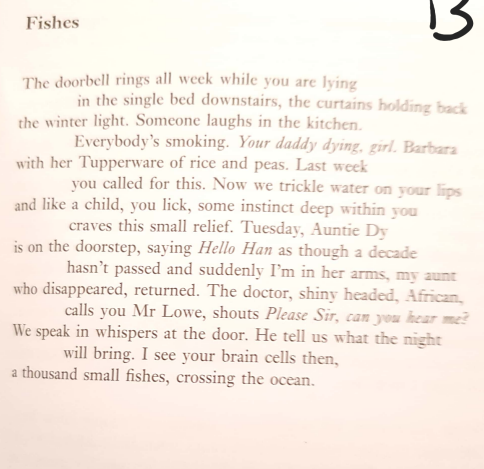 13
Fishes
The doorbell rings all week while you are lying
in the single bed downstairs, the curtains holding back
the winter light. Someone laughs in the kitchen.
Everybody's smoking. Your daddy dying, girl. Barbara
with her Tupperware of rice and peas. Last week
you called for this. Now we trickle water on your lips
and like a child, you lick, some instinct deep within you
craves this small relief. Tuesday, Auntie Dy
is on the doorstep, saying Hello Han as though a decade
hasn't passed and suddenly I'm in her arms, my aunt
who disappeared, returned. The doctor, shiny headed, African,
calls you Mr Lowe, shouts Please Sir, can you hear me?
We speak in whispers at the door. He tell us what the night
will bring. I see your brain cells then,
a thousand small fishes, crossing the ocean.